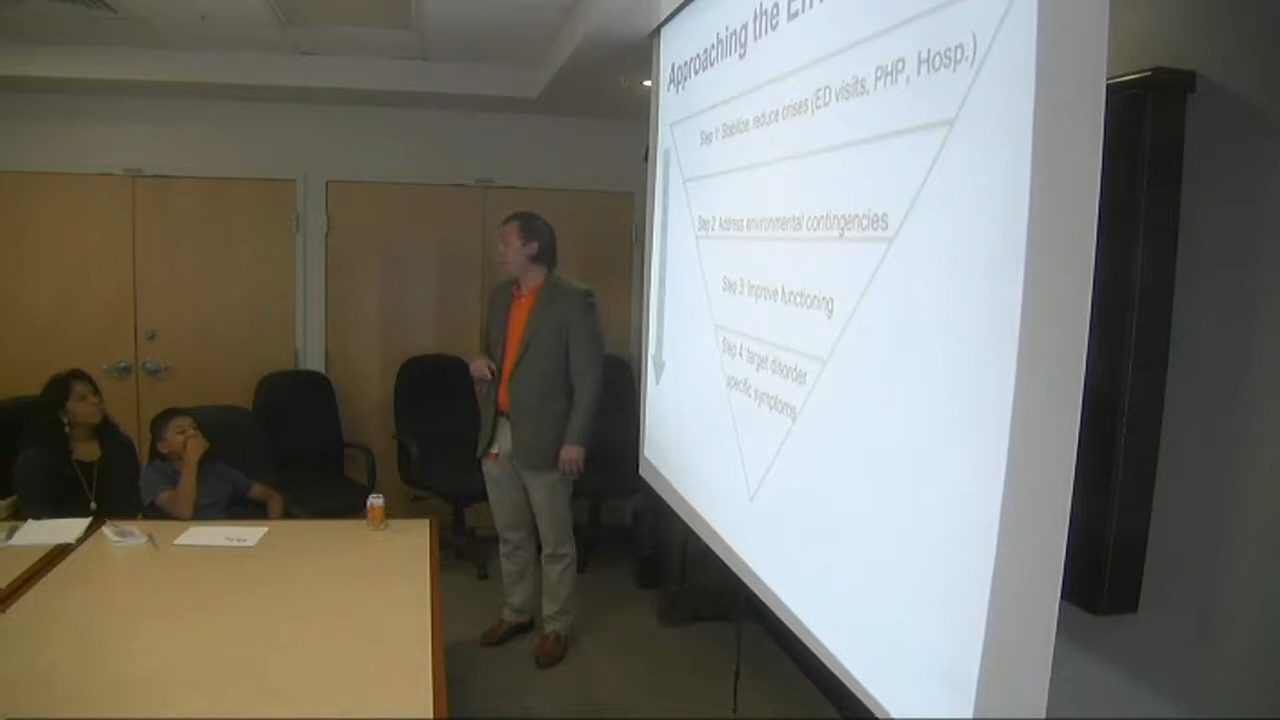 Approaching the
Step 1: Stabilize, reduce crises (ED visits, PHP, Hosp.)
Step 2: Address environmental contingencies
Step 3: Improve functioning
Step 4: target disorder
specific symptoms